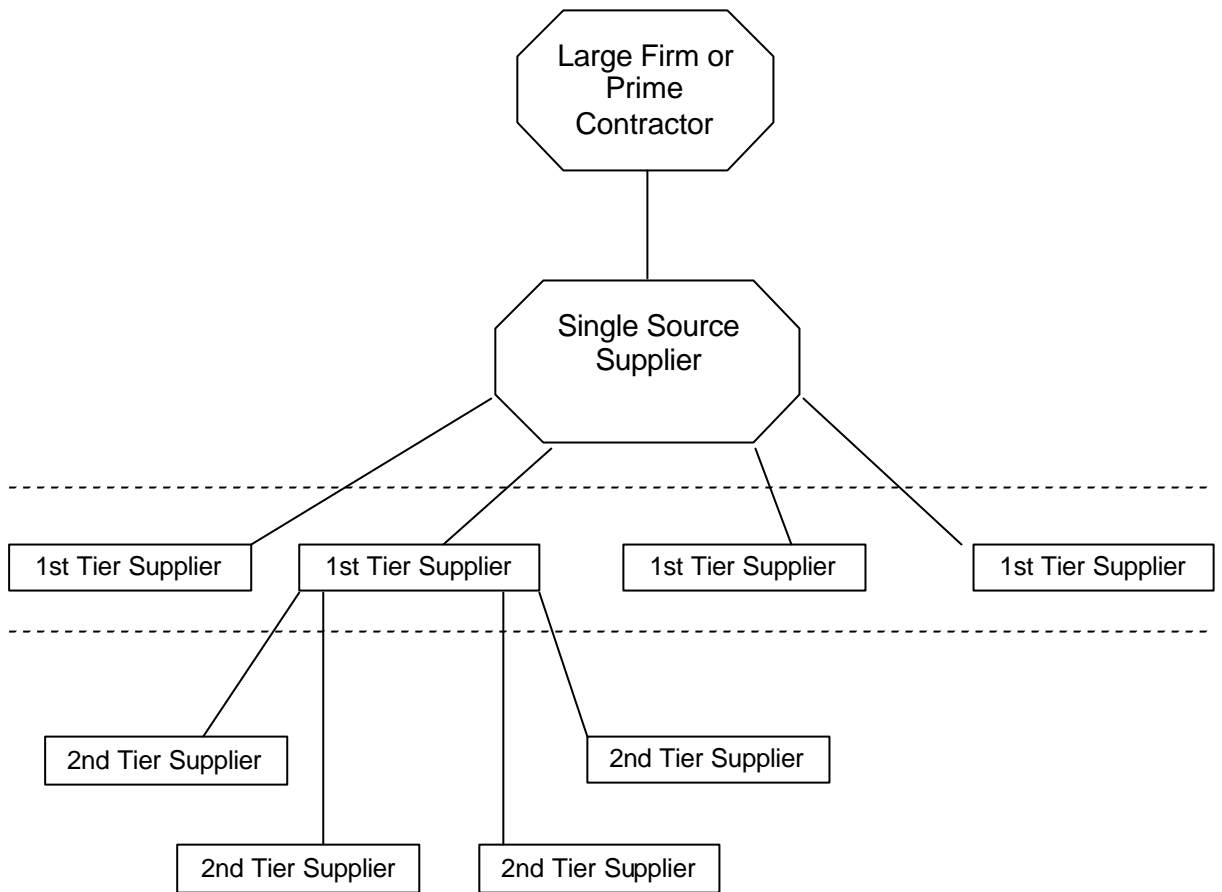 Large Firm or
Prime
Contractor
Single Source
Supplier
1st Tier Supplier
1st Tier Supplier
1st Tier Supplier
1st Tier Supplier
2nd Tier Supplier
2nd Tier Supplier
2nd Tier Supplier
2nd Tier Supplier